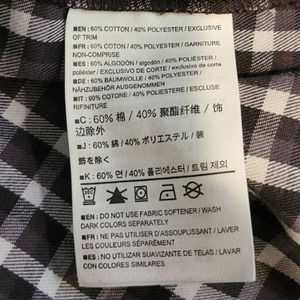 ■ EN : 60% COTTON / 40% POLYESTER / EXCLUSIVE
OF TRIM
■ FR : 60% COTON / 40% POLYESTER / GARNITURE
NON-COMPRISE
■ ES : 60% ALGODÓN / algodon / 40% POLIÉSTER /
poliéster / EXCLUSIVO DE CORTE / exclusivo de corte
■ DE : 60% BAUMWOLLE / 40% POLYESTER /
NÄHZUBEHÖR AUSGENOMMEN
■ IT : 60% COTONE / 40% POLIESTERE / ESCLUSE
RIFINITURE
■ C : 60% 棉 / 40% 聚酯纤维 / 饰
边除外
■ J : 60% 綿 / 40% ポリエステル / 装
飾を除く
■ K : 60% 면 / 40% 폴리에스터 / 트림 제외
■ EN : DO NOT USE FABRIC SOFTENER / WASH
DARK COLORS SEPARATELY
■ FR : NE PAS UTILISER D'ASSOUPLISSANT / LAVER
LES COULEURS SÉPARÉMENT
■ ES : NO USAR SUAVIZANTE DE TELAS / LAVAR
CON COLORES SIMILARES